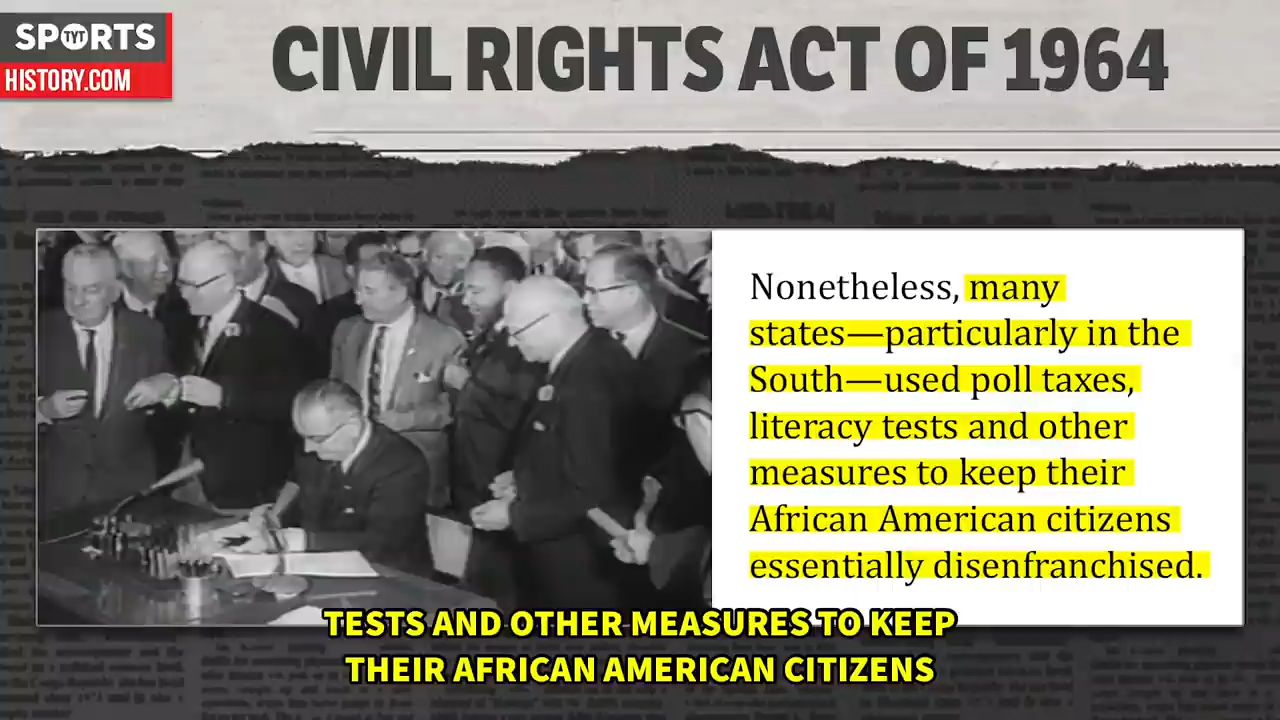 SPORTS
TYT
HISTORY.COM
CIVIL RIGHTS ACT OF 1964
Nonetheless, many
states—particularly in the
South—used poll taxes,
literacy tests and other
measures to keep their
African American citizens
essentially disenfranchised.
TESTS AND OTHER MEASURES TO KEEP
THEIR AFRICAN AMERICAN CITIZENS